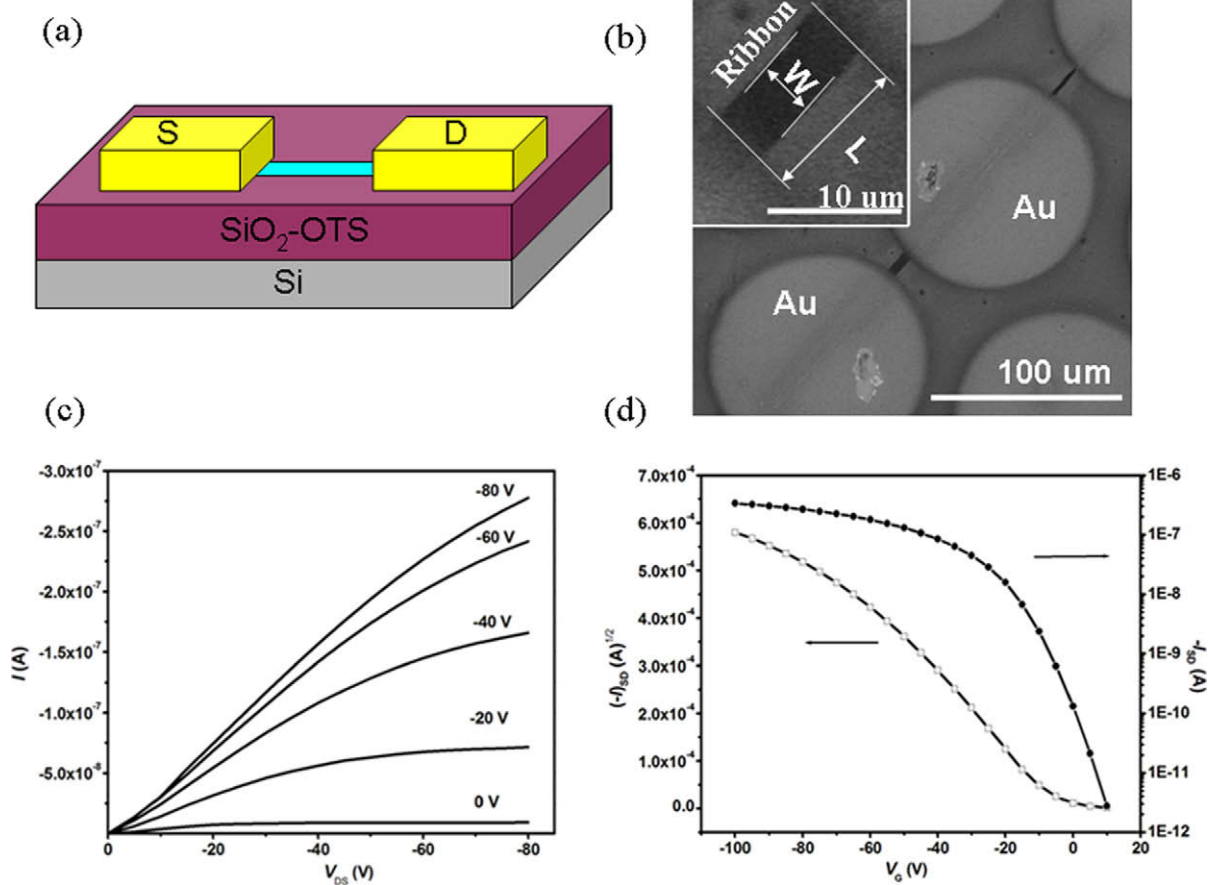 (a)
S
D
SiO2-OTS
Si
(b)
Ribbon
W
L
10 um
Au
Au
100 um
(c)
-3.0x10-7
-2.5x10-7
-2.0x10-7
-1.5x10-7
-1.0x10-7
-5.0x10-8
I (A)
-80 V
-60 V
-40 V
-20 V
0 V
0
-20
-40
-60
-80
VDS (V)
(d)
7.0x10-4
6.0x10-4
5.0x10-4
4.0x10-4
3.0x10-4
2.0x10-4
1.0x10-4
0.0
(-I)SD (A)1/2
1E-6
1E-7
1E-8
1E-9
1E-10
1E-11
1E-12
-ISD (A)
-100
-80
-60
-40
-20
0
20
VG (V)